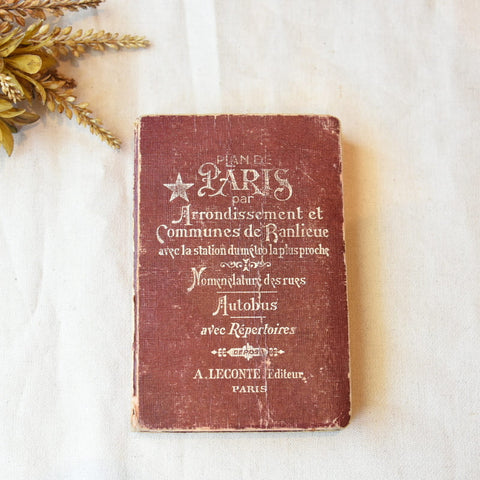 PLAN DE
PARIS
par
Arrondissement et
Communes de Banlieue
avec la station du métro la plus proche
Nomenclature des rues
Autobus
avec Répertoires
DEPOSÉ
A. LECONTE, Editeur
PARIS